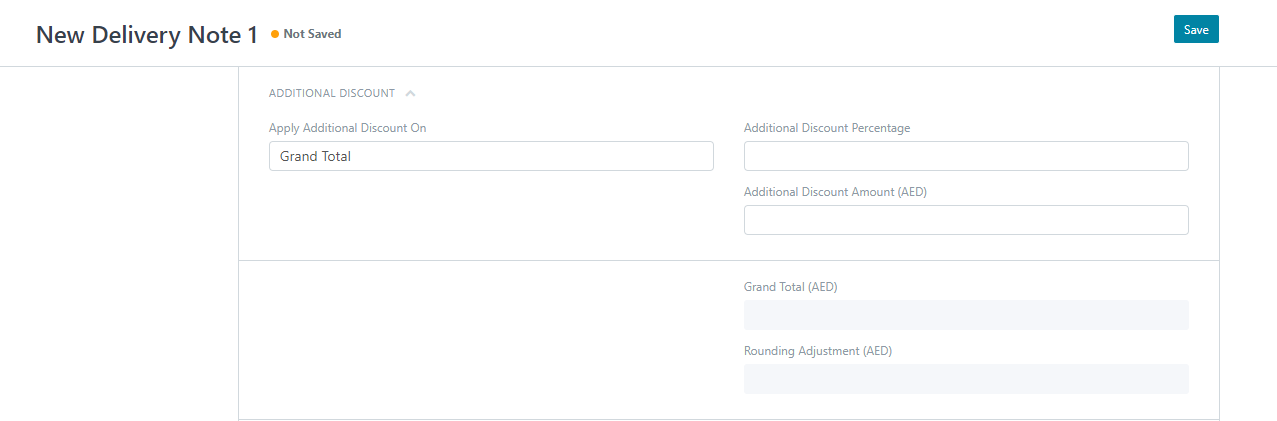 New Delivery Note 1 Not Saved
Save
ADDITIONAL DISCOUNT
Apply Additional Discount On
Grand Total
Additional Discount Percentage
Additional Discount Amount (AED)
Grand Total (AED)
Rounding Adjustment (AED)